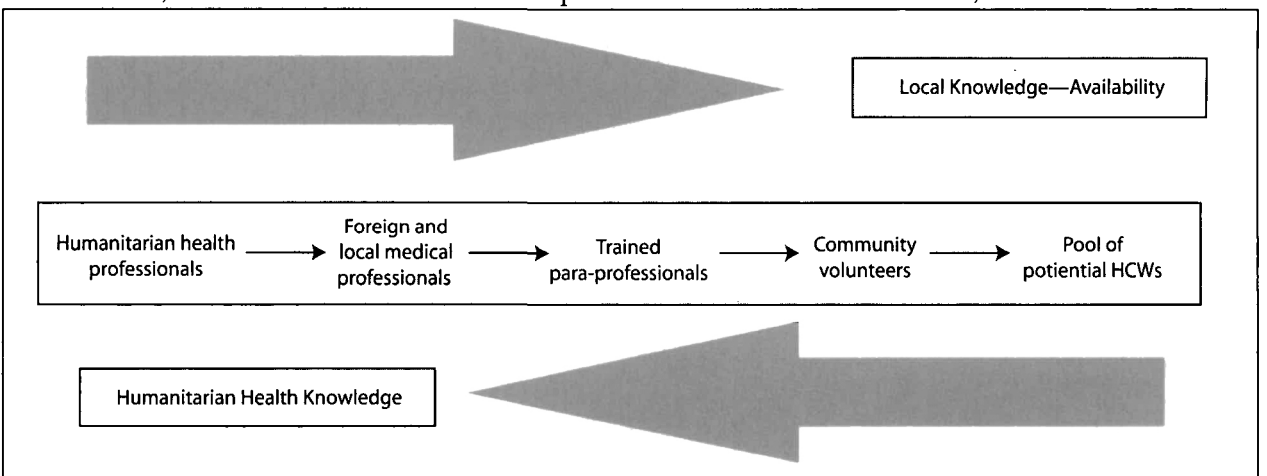 Local Knowledge—Availability
Humanitarian health
professionals
Foreign and
local medical
professionals
Trained
para-professionals
Community
volunteers
Pool of
potiential HCWs
Humanitarian Health Knowledge